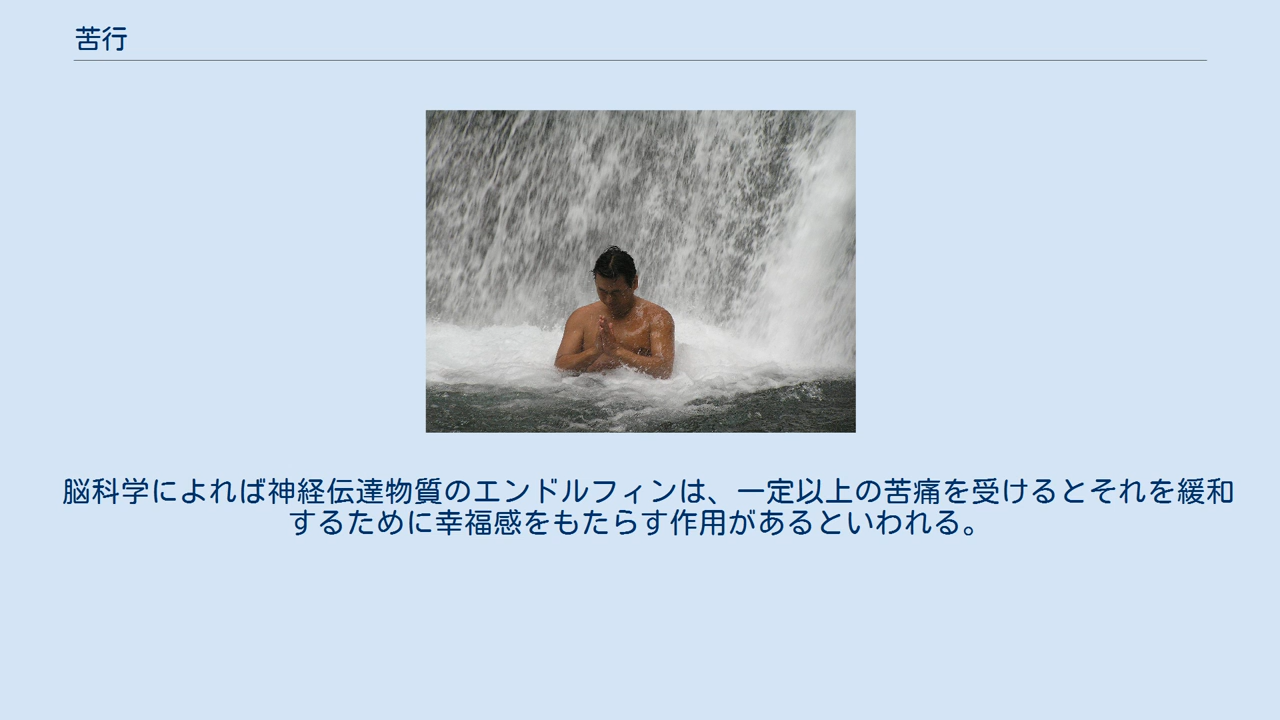 苦行
脳科学によれば神経伝達物質のエンドルフィンは、一定以上の苦痛を受けるとそれを緩和
するために幸福感をもたらす作用があるといわれる。